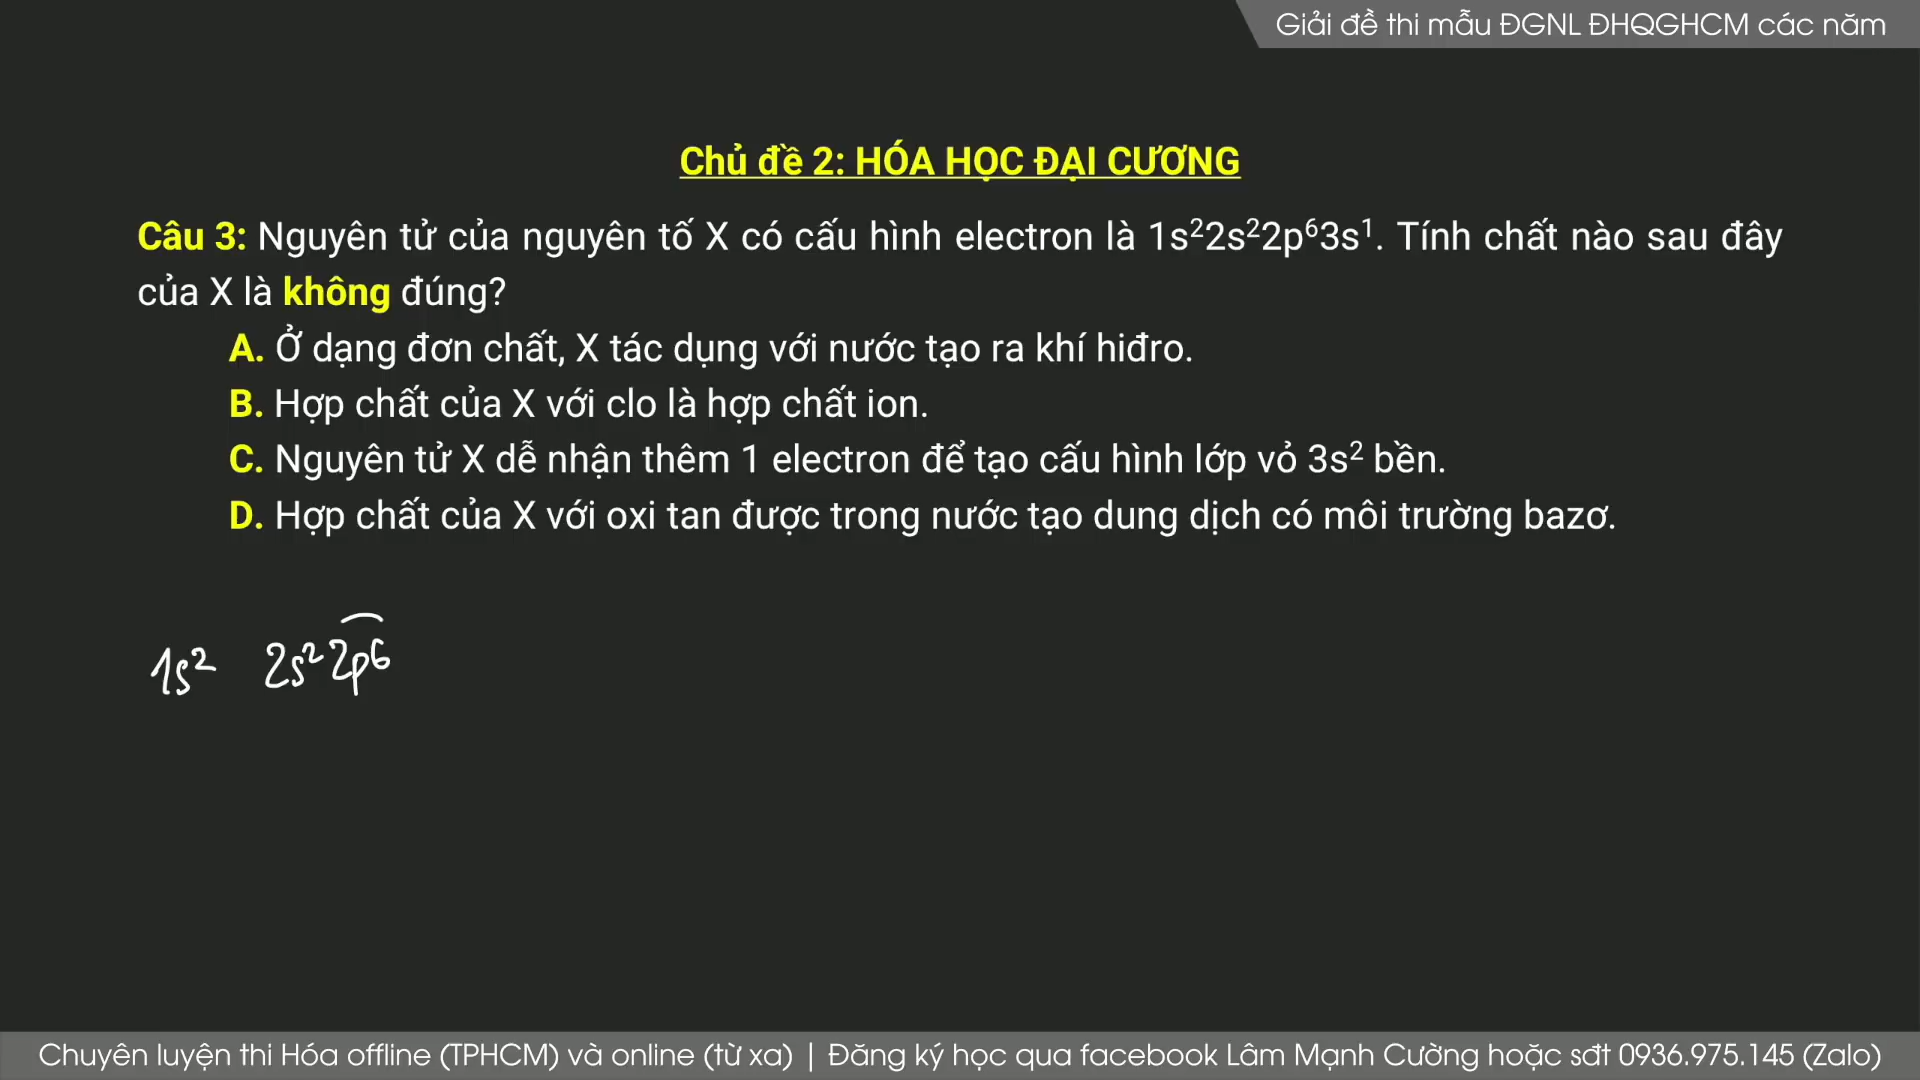 Giải đề thi mẫu ĐGNL ĐHQGHCM các năm
Chủ đề 2: HÓA HỌC ĐẠI CƯƠNG
Câu 3: Nguyên tử của nguyên tố X có cấu hình electron là 1s²2s²2p⁶3s¹. Tính chất nào sau đây
của X là không đúng?
A. Ở dạng đơn chất, X tác dụng với nước tạo ra khí hiđro.
B. Hợp chất của X với clo là hợp chất ion.
C. Nguyên tử X dễ nhận thêm 1 electron để tạo cấu hình lớp vỏ 3s² bền.
D. Hợp chất của X với oxi tan được trong nước tạo dung dịch có môi trường bazơ.
1s² 2s² 2p⁶
Chuyên luyện thi Hóa offline (TPHCM) và online (từ xa) | Đăng ký học qua facebook Lâm Mạnh Cường hoặc sđt 0936.975.145 (Zalo)